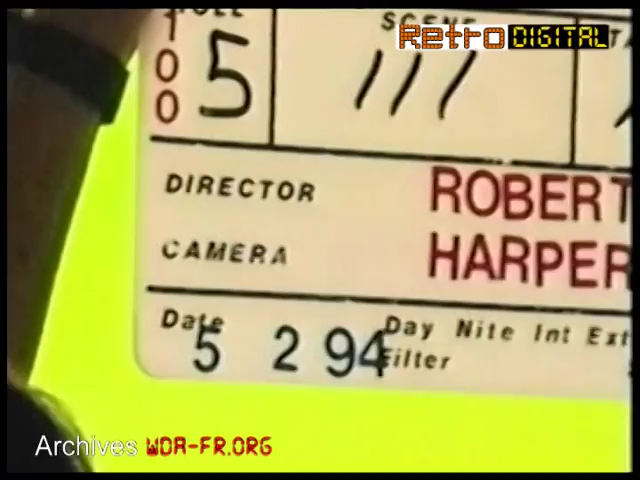 ROLL SCENE
Retro DIGITAL
100 5 111
DIRECTOR ROBERT
CAMERA HARPER
Date Day Nite Int Ext
5 2 94 Filter
Archives WDA-FR.ORG